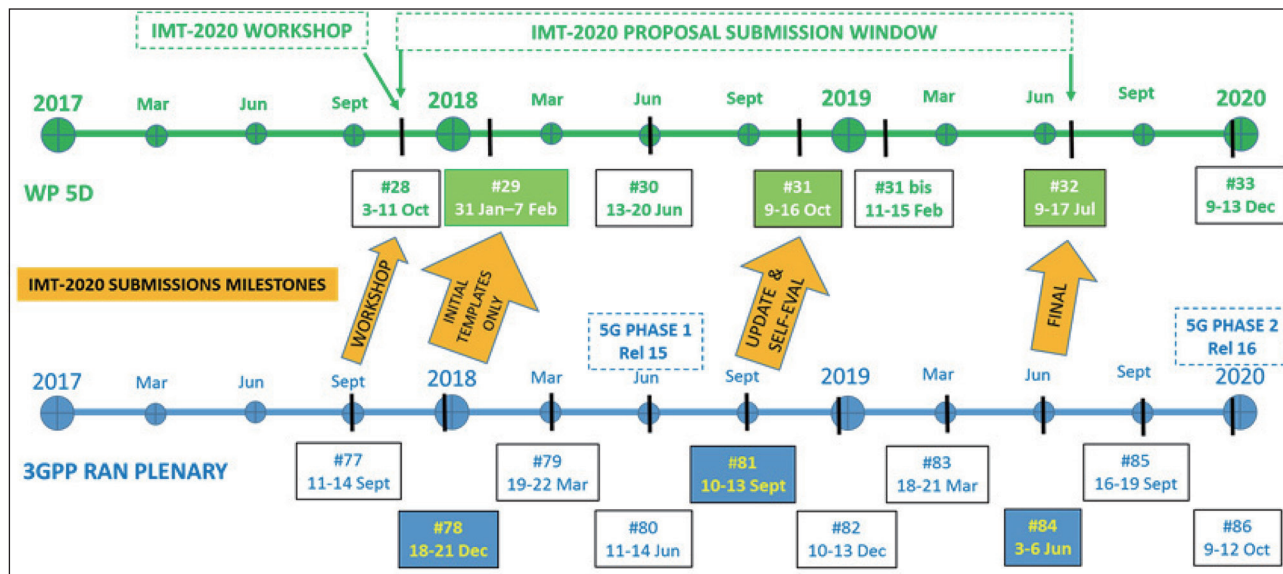 IMT-2020 WORKSHOP
IMT-2020 PROPOSAL SUBMISSION WINDOW
2017 Mar Jun Sept 2018 Mar Jun Sept 2019 Mar Jun Sept 2020
WP 5D
#28
3-11 Oct
#29
31 Jan–7 Feb
#30
13-20 Jun
#31
9-16 Oct
#31 bis
11-15 Feb
#32
9-17 Jul
#33
9-13 Dec
IMT-2020 SUBMISSIONS MILESTONES
WORKSHOP
INITIAL
TEMPLATES
ONLY
UPDATE &
SELF-EVAL
FINAL
5G PHASE 1
Rel 15
5G PHASE 2
Rel 16
2017 Mar Jun Sept 2018 Mar Jun Sept 2019 Mar Jun Sept 2020
3GPP RAN PLENARY
#77
11-14 Sept
#78
18-21 Dec
#79
19-22 Mar
#80
11-14 Jun
#81
10-13 Sept
#82
10-13 Dec
#83
18-21 Mar
#84
3-6 Jun
#85
16-19 Sept
#86
9-12 Oct